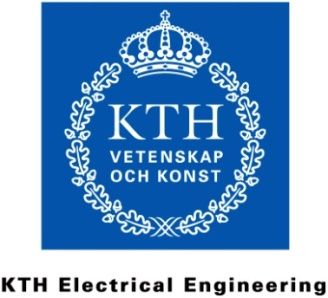 KTH
VETENSKAP
OCH KONST
KTH Electrical Engineering